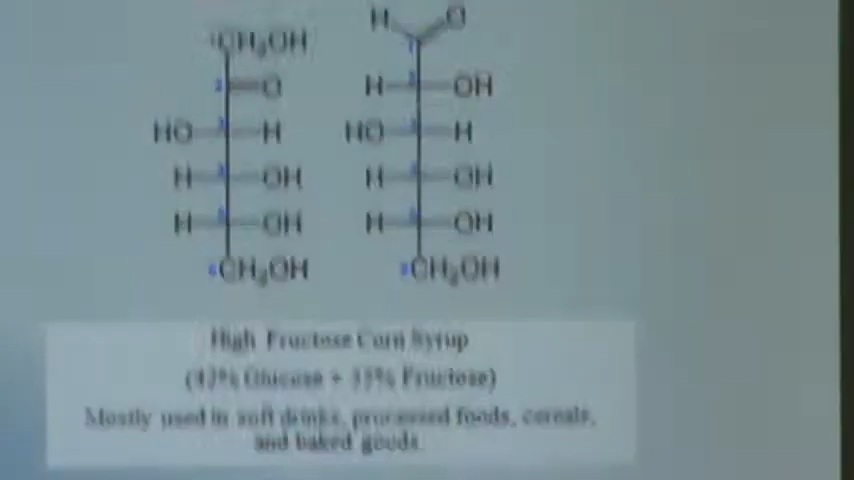 CH₂OH
H O
O
H OH
HO H
HO H
H OH
H OH
H OH
H OH
CH₂OH
CH₂OH
High Fructose Corn Syrup
Glucose + Fructose)
Mostly used in soft drinks, processed foods, cereals,
and baked goods.